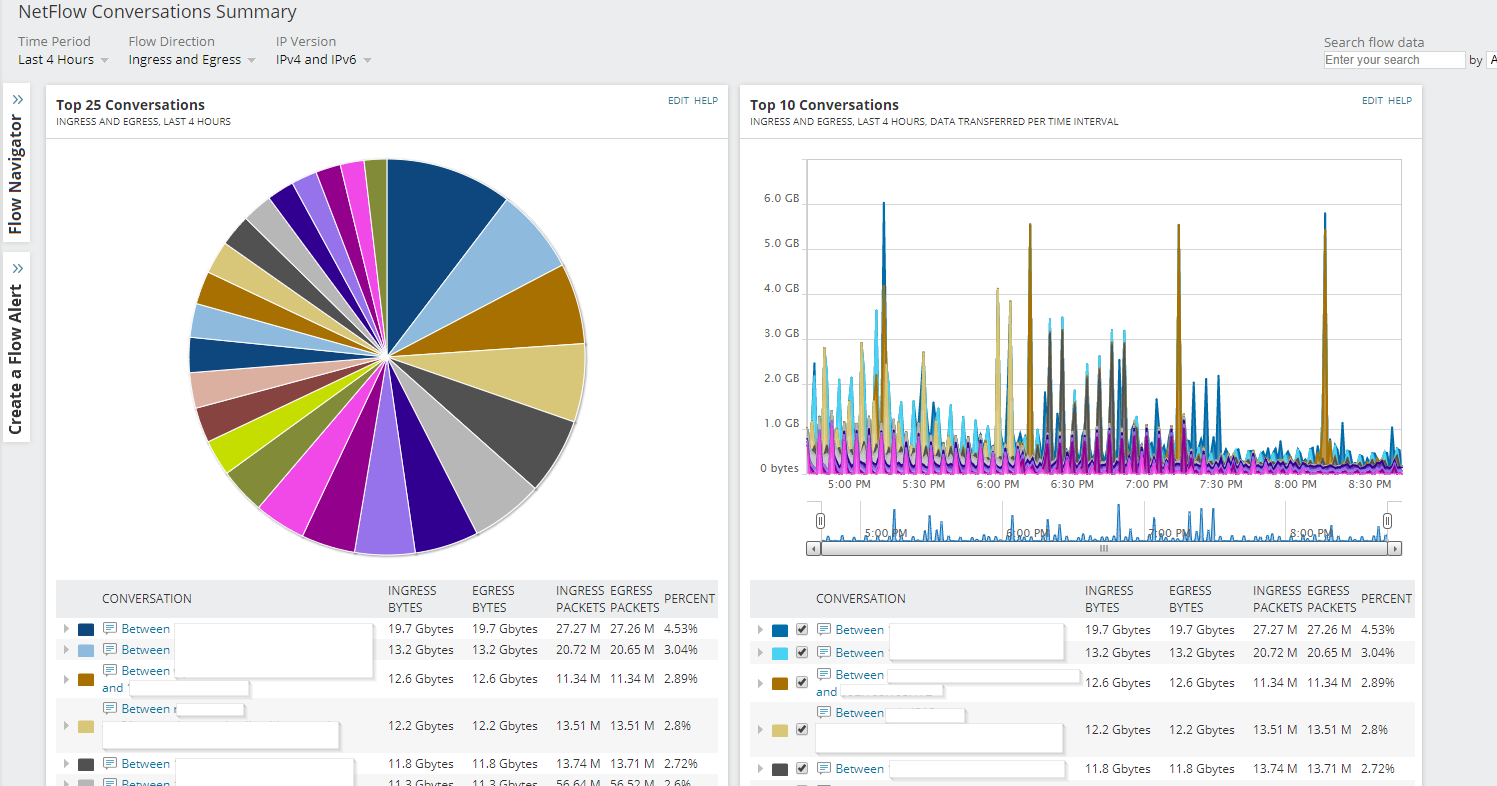 NetFlow Conversations Summary
Time Period
Last 4 Hours
Flow Direction
Ingress and Egress
IP Version
IPv4 and IPv6
Search flow data
Enter your search by A
Flow Navigator
Create a Flow Alert
Top 25 Conversations
EDIT HELP
INGRESS AND EGRESS, LAST 4 HOURS
CONVERSATION INGRESS BYTES EGRESS BYTES INGRESS PACKETS EGRESS PACKETS PERCENT
Between 19.7 Gbytes 19.7 Gbytes 27.27 M 27.26 M 4.53%
Between 13.2 Gbytes 13.2 Gbytes 20.72 M 20.65 M 3.04%
Between
and 12.6 Gbytes 12.6 Gbytes 11.34 M 11.34 M 2.89%
Between
12.2 Gbytes 12.2 Gbytes 13.51 M 13.51 M 2.8%
Between 11.8 Gbytes 11.8 Gbytes 13.74 M 13.71 M 2.72%
Between 11.3 Gbytes 11.3 Gbytes 56.64 M 56.52 M 2.6%
Top 10 Conversations
EDIT HELP
INGRESS AND EGRESS, LAST 4 HOURS, DATA TRANSFERRED PER TIME INTERVAL
6.0 GB
5.0 GB
4.0 GB
3.0 GB
2.0 GB
1.0 GB
0 bytes
5:00 PM 5:30 PM 6:00 PM 6:30 PM 7:00 PM 7:30 PM 8:00 PM 8:30 PM
5:00 PM 6:00 PM 7:00 PM 8:00 PM
CONVERSATION INGRESS BYTES EGRESS BYTES INGRESS PACKETS EGRESS PACKETS PERCENT
Between 19.7 Gbytes 19.7 Gbytes 27.27 M 27.26 M 4.53%
Between 13.2 Gbytes 13.2 Gbytes 20.72 M 20.65 M 3.04%
Between
and 12.6 Gbytes 12.6 Gbytes 11.34 M 11.34 M 2.89%
Between
12.2 Gbytes 12.2 Gbytes 13.51 M 13.51 M 2.8%
Between 11.8 Gbytes 11.8 Gbytes 13.74 M 13.71 M 2.72%